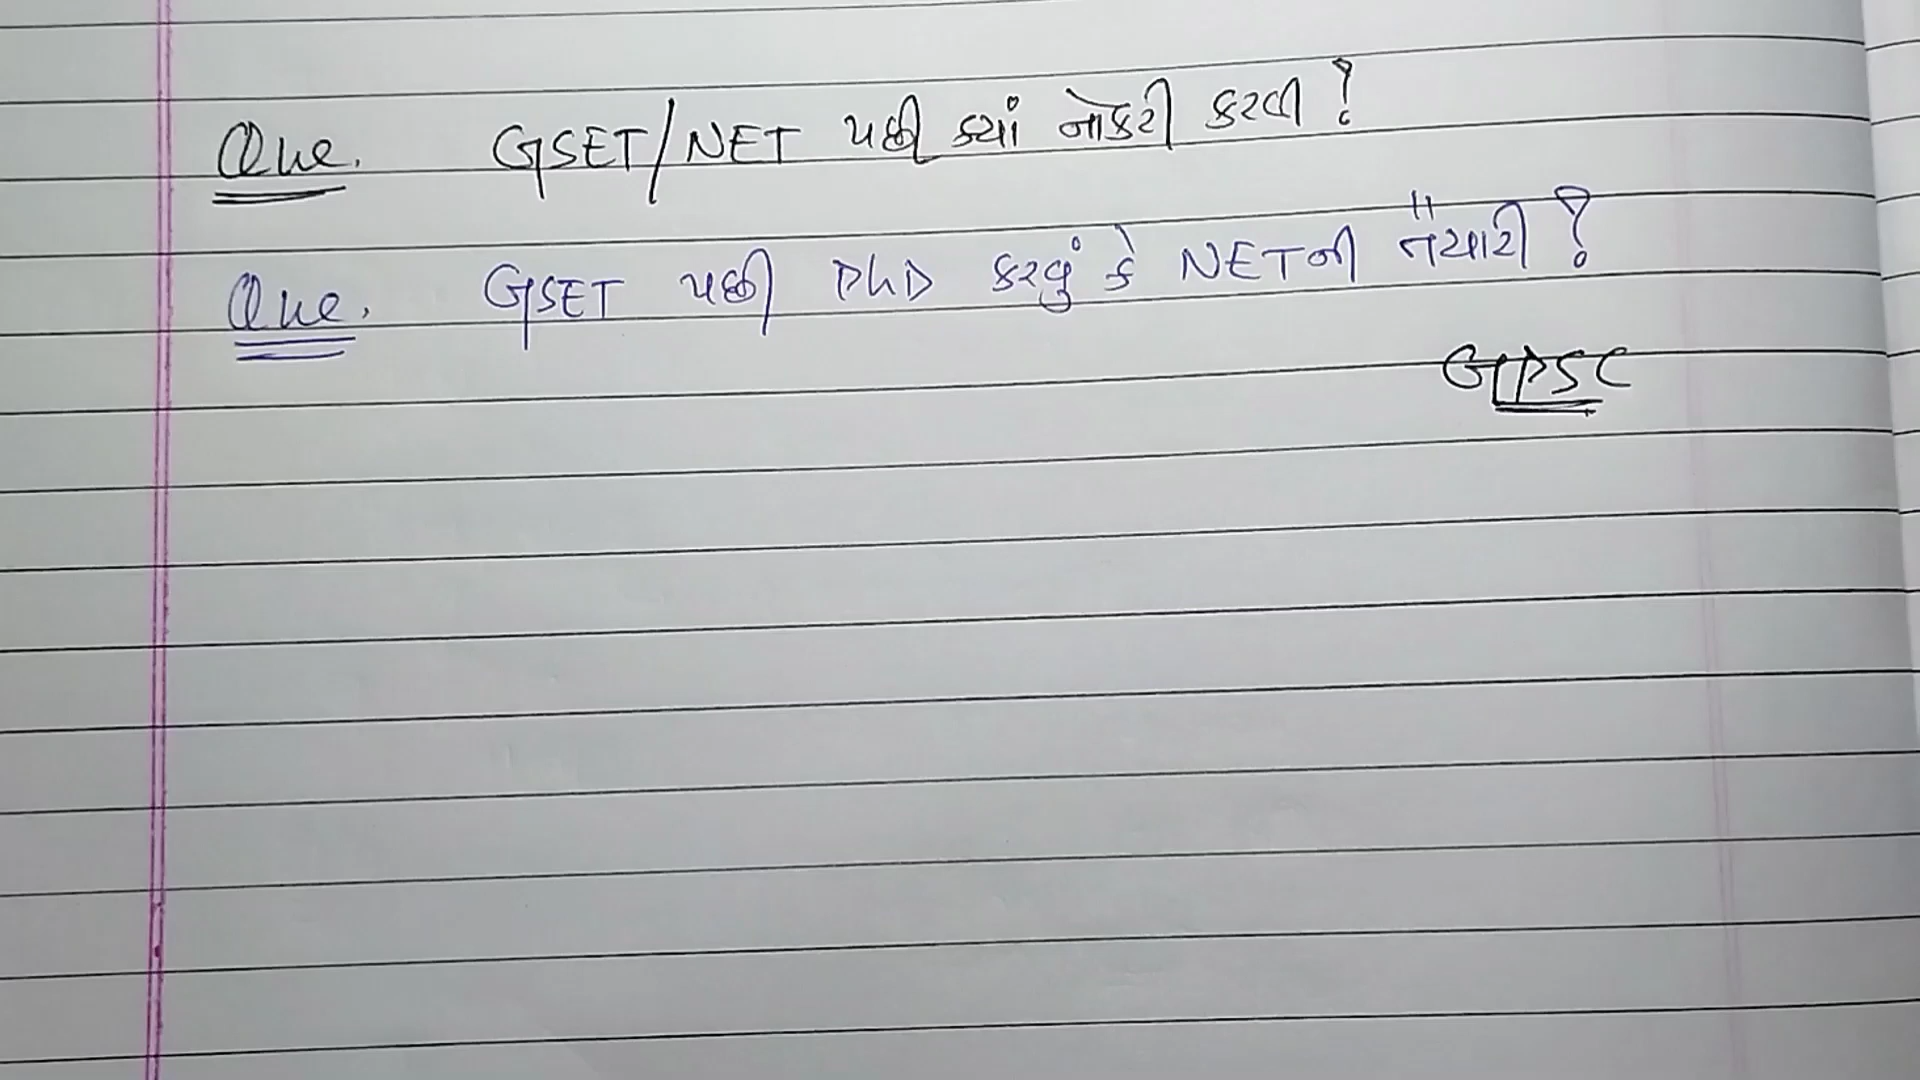 Que. GSET/NET પછી ક્યાં નોકરી કરવી?
Que. GSET પછી PhD કરવું કે NETની તૈયારી?
GPSC